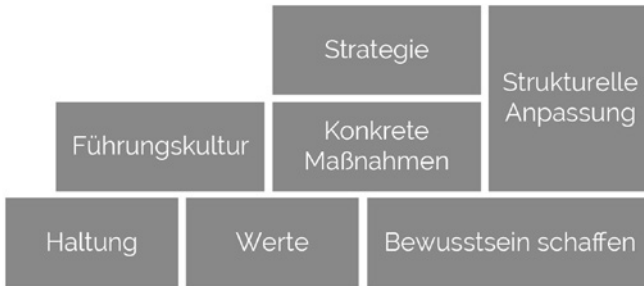 Strategie
Strukturelle
Anpassung
Führungskultur
Konkrete
Maßnahmen
Haltung
Werte
Bewusstsein schaffen